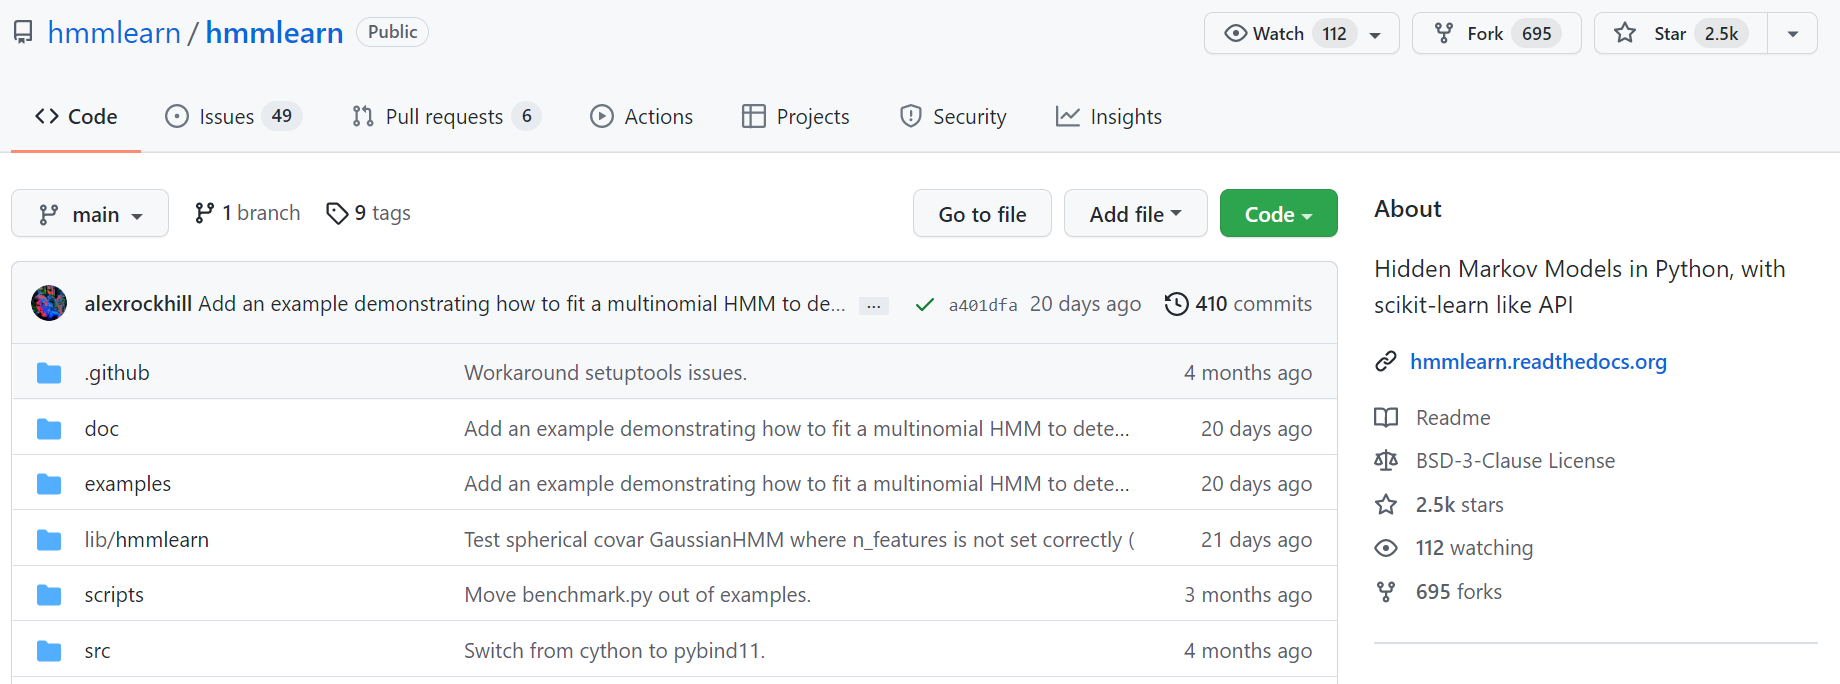 hmmlearn / hmmlearn Public Watch 112 Fork 695 Star 2.5k
Code Issues 49 Pull requests 6 Actions Projects Security Insights
main 1 branch 9 tags Go to file Add file Code
alexrockhill Add an example demonstrating how to fit a multinomial HMM to de... ... a401dfa 20 days ago 410 commits
.github Workaround setuptools issues. 4 months ago
doc Add an example demonstrating how to fit a multinomial HMM to dete... 20 days ago
examples Add an example demonstrating how to fit a multinomial HMM to dete... 20 days ago
lib/hmmlearn Test spherical covar GaussianHMM where n_features is not set correctly ( 21 days ago
scripts Move benchmark.py out of examples. 3 months ago
src Switch from cython to pybind11. 4 months ago
About
Hidden Markov Models in Python, with
scikit-learn like API
hmmlearn.readthedocs.org
Readme
BSD-3-Clause License
2.5k stars
112 watching
695 forks